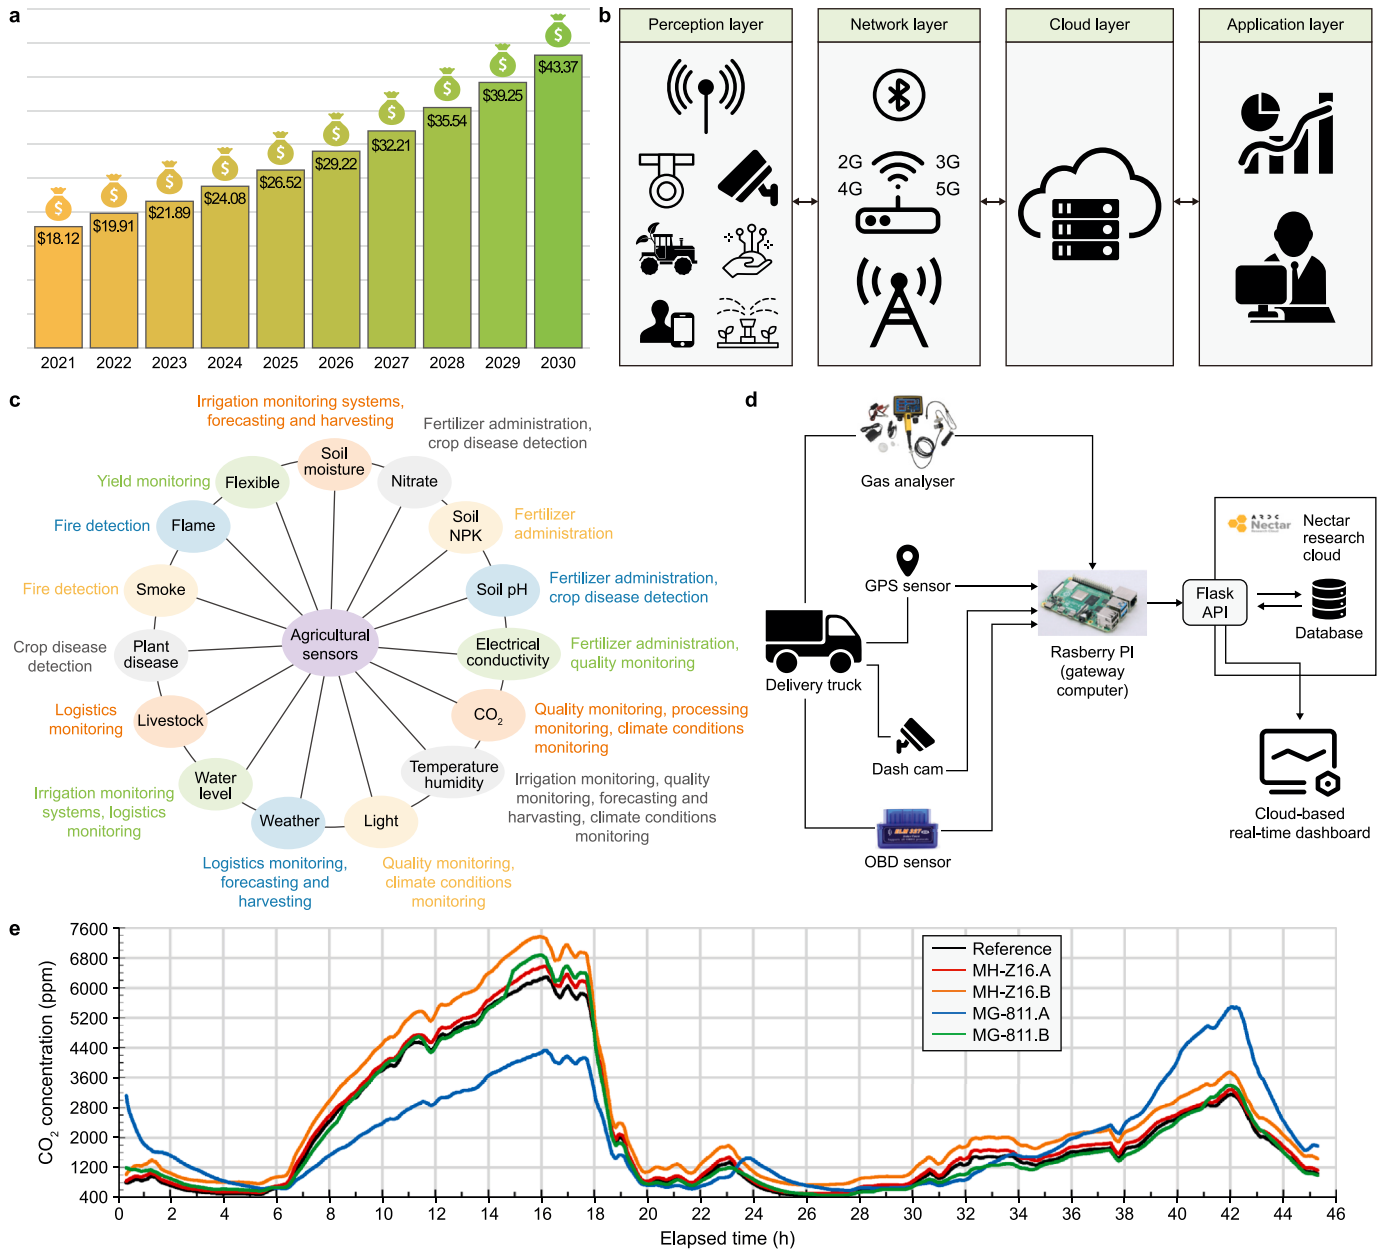 a
$18.12
$19.91
$21.89
$24.08
$26.52
$29.22
$32.21
$35.54
$39.25
$43.37
2021
2022
2023
2024
2025
2026
2027
2028
2029
2030
b
Perception layer
Network layer
Cloud layer
Application layer
2G
3G
4G
5G
c
Irrigation monitoring systems,
forecasting and harvesting
Fertilizer administration,
crop disease detection
Soil
moisture
Nitrate
Yield monitoring
Flexible
Fire detection
Flame
Soil
NPK
Fertilizer
administration
Fire detection
Smoke
Soil pH
Fertilizer administration,
crop disease detection
Agricultural
sensors
Crop disease
detection
Plant
disease
Electrical
conductivity
Fertilizer administration,
quality monitoring
Logistics
monitoring
Livestock
CO2
Quality monitoring, processing
monitoring, climate conditions
monitoring
Temperature
humidity
Irrigation monitoring, quality
monitoring, forecasting and
harvasting, climate conditions
monitoring
Water
level
Irrigation monitoring
systems, logistics
monitoring
Weather
Light
Logistics monitoring,
forecasting and
harvesting
Quality monitoring,
climate conditions
monitoring
d
Gas analyser
GPS sensor
Delivery truck
Dash cam
OBD sensor
Rasberry PI
(gateway
computer)
Flask
API
Nectar
Nectar
research
cloud
Database
Cloud-based
real-time dashboard
e
CO2 concentration (ppm)
7600
6800
6000
5200
4400
3600
2800
2000
1200
400
Reference
MH-Z16.A
MH-Z16.B
MG-811.A
MG-811.B
0
2
4
6
8
10
12
14
16
18
20
22
24
26
28
30
32
34
36
38
40
42
44
46
Elapsed time (h)